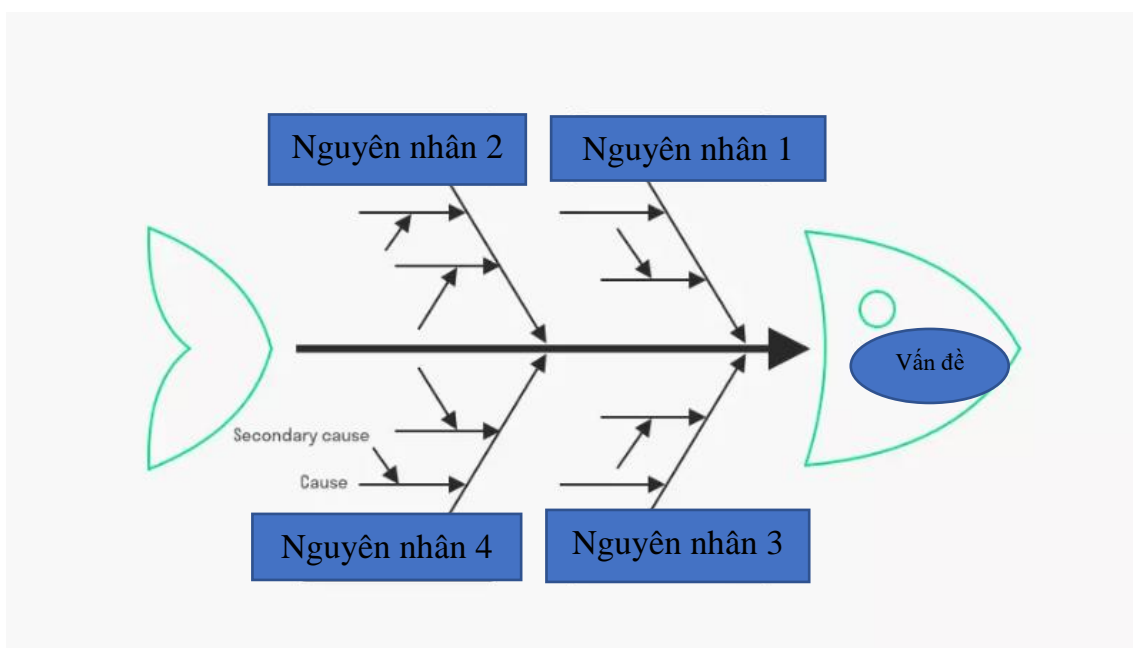 Nguyên nhân 2
Nguyên nhân 1
Vấn đề
Secondary cause
Cause
Nguyên nhân 4
Nguyên nhân 3